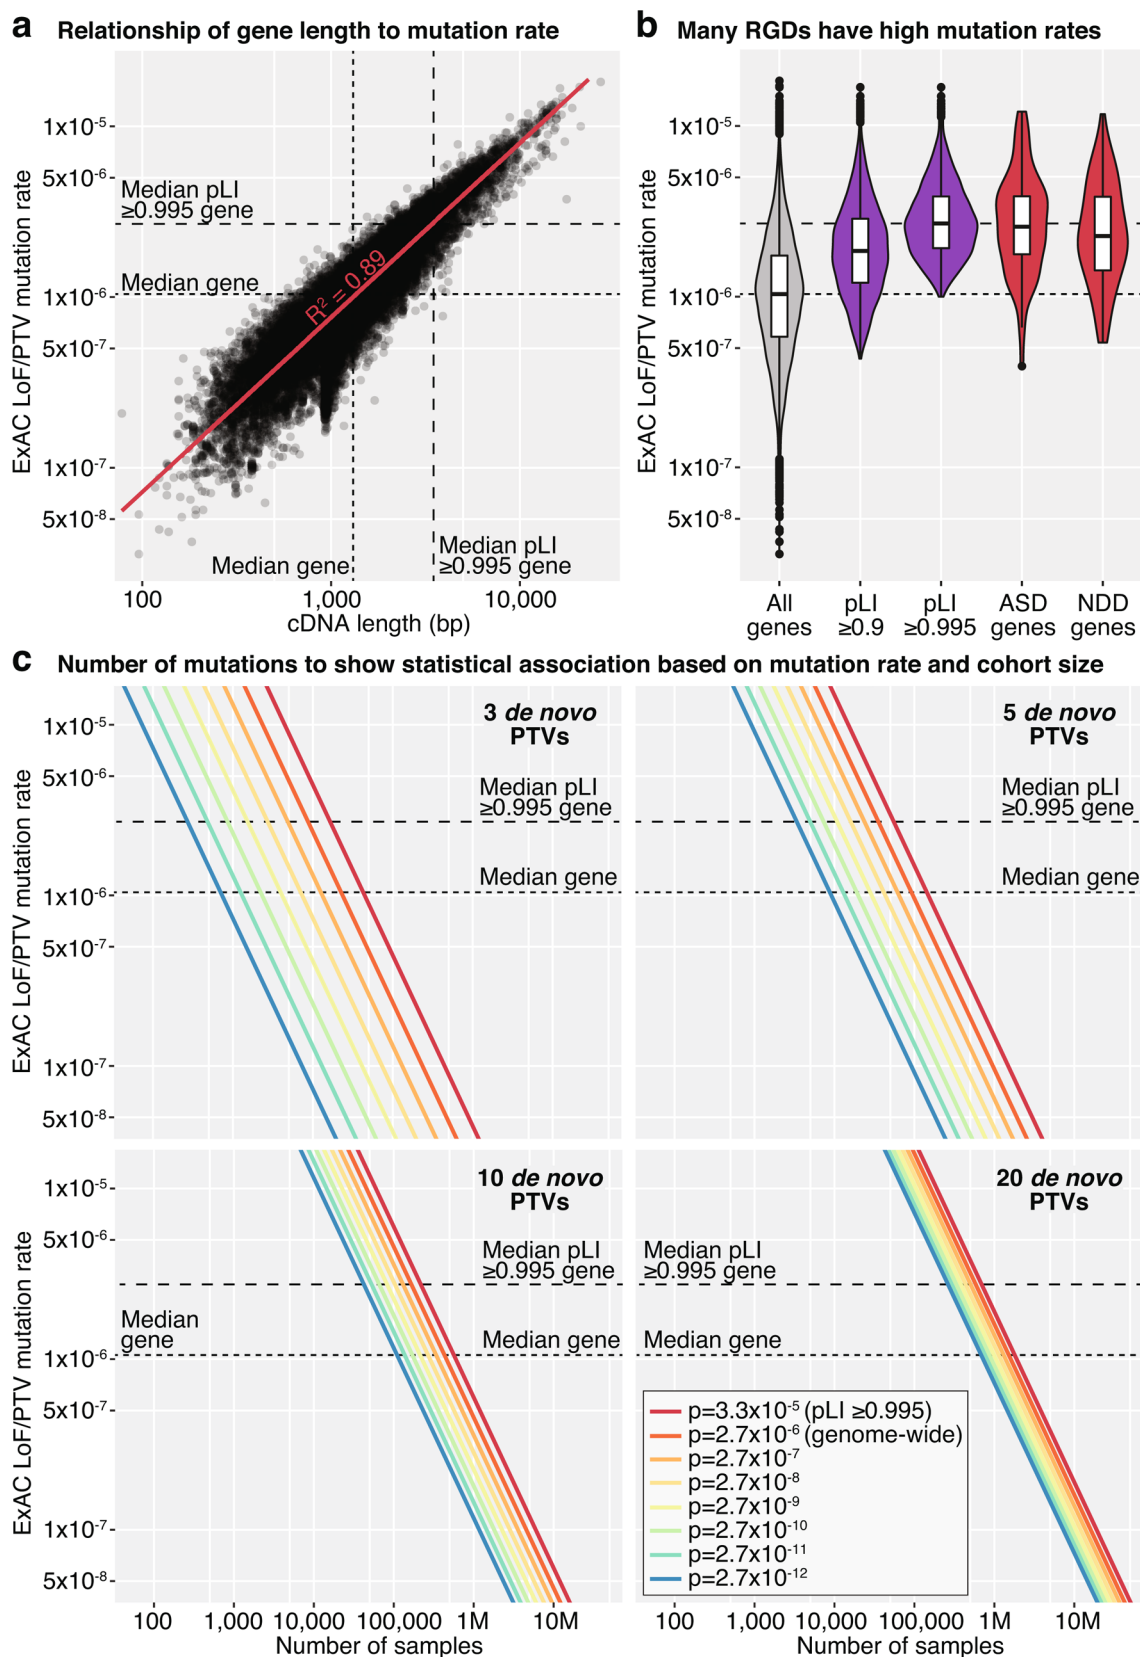 a Relationship of gene length to mutation rate
ExAC LoF/PTV mutation rate
1x10⁻⁵
5x10⁻⁶
1x10⁻⁶
5x10⁻⁷
1x10⁻⁷
5x10⁻⁸
Median pLI
≥0.995 gene
Median gene
R² = 0.89
Median gene
Median pLI
≥0.995 gene
100 1,000 10,000
cDNA length (bp)
b Many RGDs have high mutation rates
ExAC LoF/PTV mutation rate
1x10⁻⁵
5x10⁻⁶
1x10⁻⁶
5x10⁻⁷
1x10⁻⁷
5x10⁻⁸
All
genes
pLI
≥0.9
pLI
≥0.995
ASD
genes
NDD
genes
c Number of mutations to show statistical association based on mutation rate and cohort size
ExAC LoF/PTV mutation rate
1x10⁻⁵
5x10⁻⁶
1x10⁻⁶
5x10⁻⁷
1x10⁻⁷
5x10⁻⁸
3 de novo
PTVs
Median pLI
≥0.995 gene
Median gene
5 de novo
PTVs
Median pLI
≥0.995 gene
Median gene
ExAC LoF/PTV mutation rate
1x10⁻⁵
5x10⁻⁶
1x10⁻⁶
5x10⁻⁷
1x10⁻⁷
5x10⁻⁸
10 de novo
PTVs
Median pLI
≥0.995 gene
Median
gene
Median gene
100 1,000 10,000 100,000 1M 10M
Number of samples
20 de novo
PTVs
Median pLI
≥0.995 gene
Median gene
p=3.3x10⁻⁵ (pLI ≥0.995)
p=2.7x10⁻⁶ (genome-wide)
p=2.7x10⁻⁷
p=2.7x10⁻⁸
p=2.7x10⁻⁹
p=2.7x10⁻¹⁰
p=2.7x10⁻¹¹
p=2.7x10⁻¹²
100 1,000 10,000 100,000 1M 10M
Number of samples